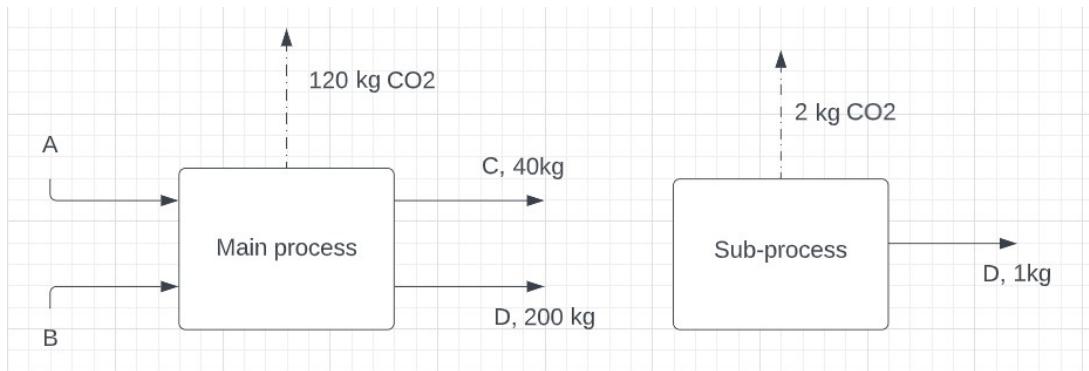 120 kg CO2
2 kg CO2
A
C, 40kg
Main process
Sub-process
D, 1kg
D, 200 kg
B